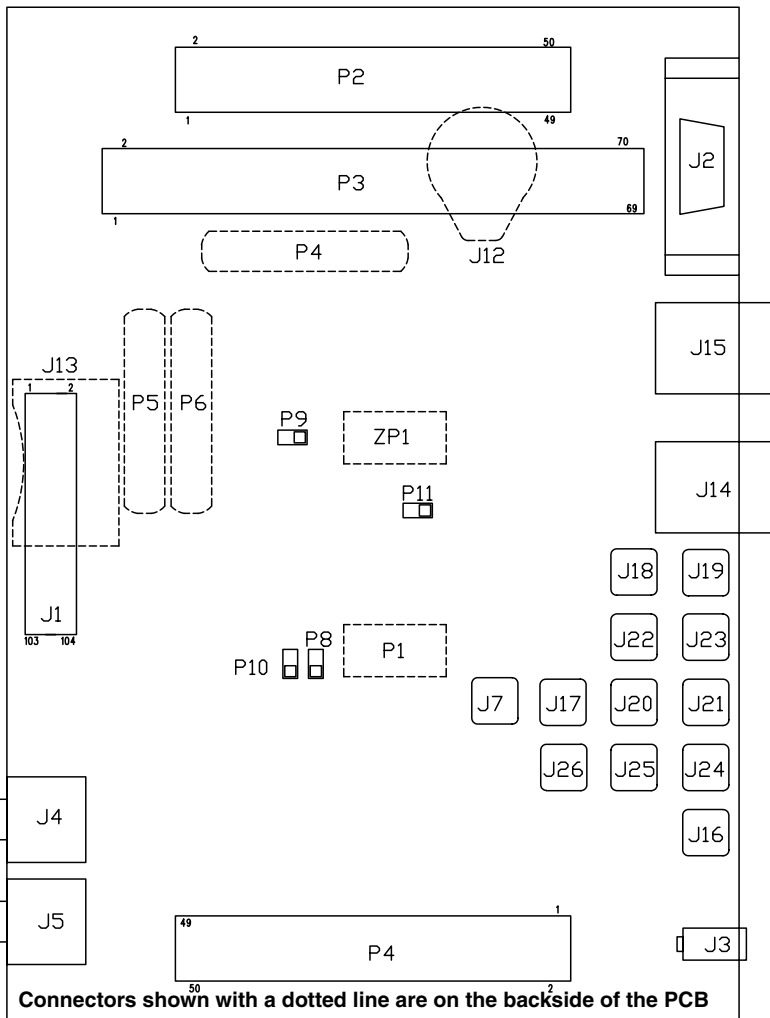 2 50
P2
1 49
2 70
P3
J2
1 69
P4
J12
J13
J15
1 2
P5 P6
P9
ZP1
P11
J14
J18 J19
J1
103 104
P8
P10
P1
J22 J23
J7 J17 J20 J21
J26 J25 J24
J4
J16
J5
49 1
P4
J3
50 2
Connectors shown with a dotted line are on the backside of the PCB